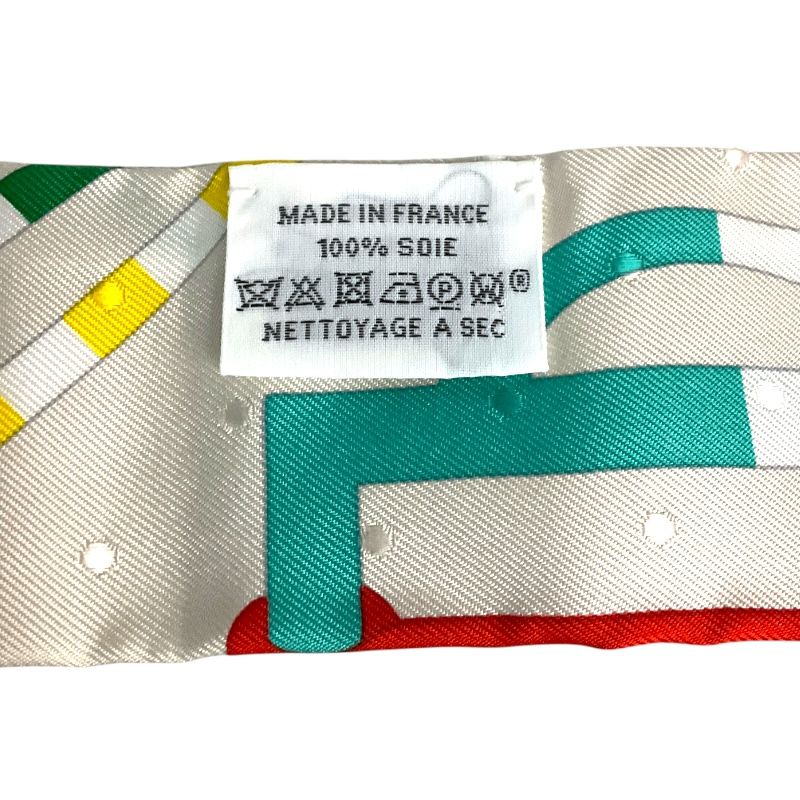 MADE IN FRANCE
100% SOIE
P ®
NETTOYAGE A SEC